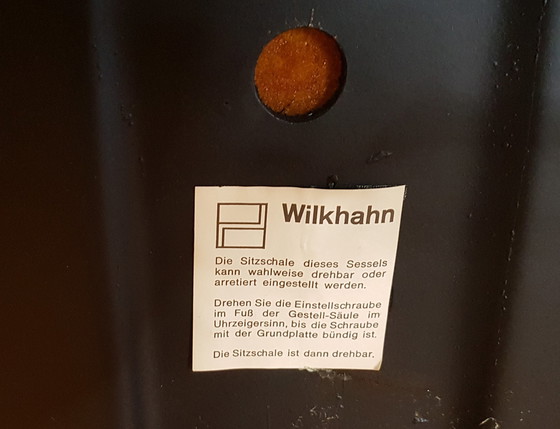 Wilkhahn
Die Sitzschale dieses Sessels
kann wahlweise drehbar oder
arretiert eingestellt werden.
Drehen Sie die Einstellschraube
im Fuß der Gestell-Säule im
Uhrzeigersinn, bis die Schraube
mit der Grundplatte bündig ist.
Die Sitzschale ist dann drehbar.